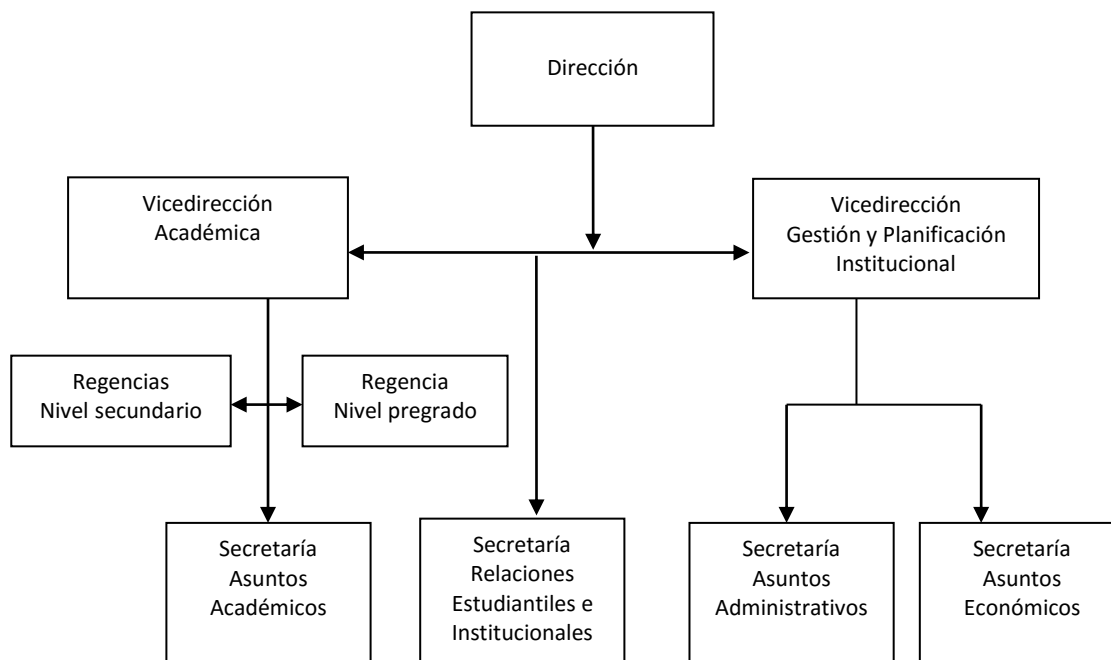 Dirección
Vicedirección
Académica
Vicedirección
Gestión y Planificación
Institucional
Regencias
Nivel secundario
Regencia
Nivel pregrado
Secretaría
Asuntos
Académicos
Secretaría
Relaciones
Estudiantiles e
Institucionales
Secretaría
Asuntos
Administrativos
Secretaría
Asuntos
Económicos